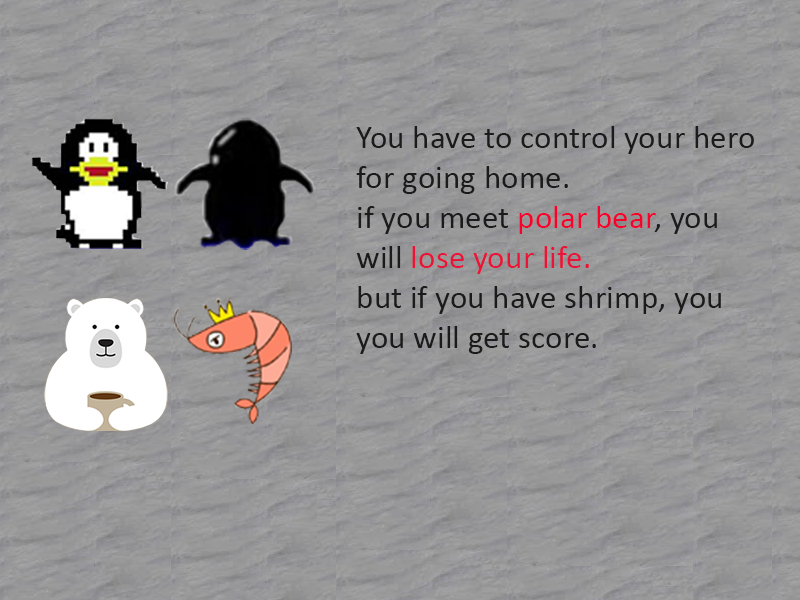 You have to control your hero
for going home.
if you meet polar bear, you
will lose your life.
but if you have shrimp, you
you will get score.